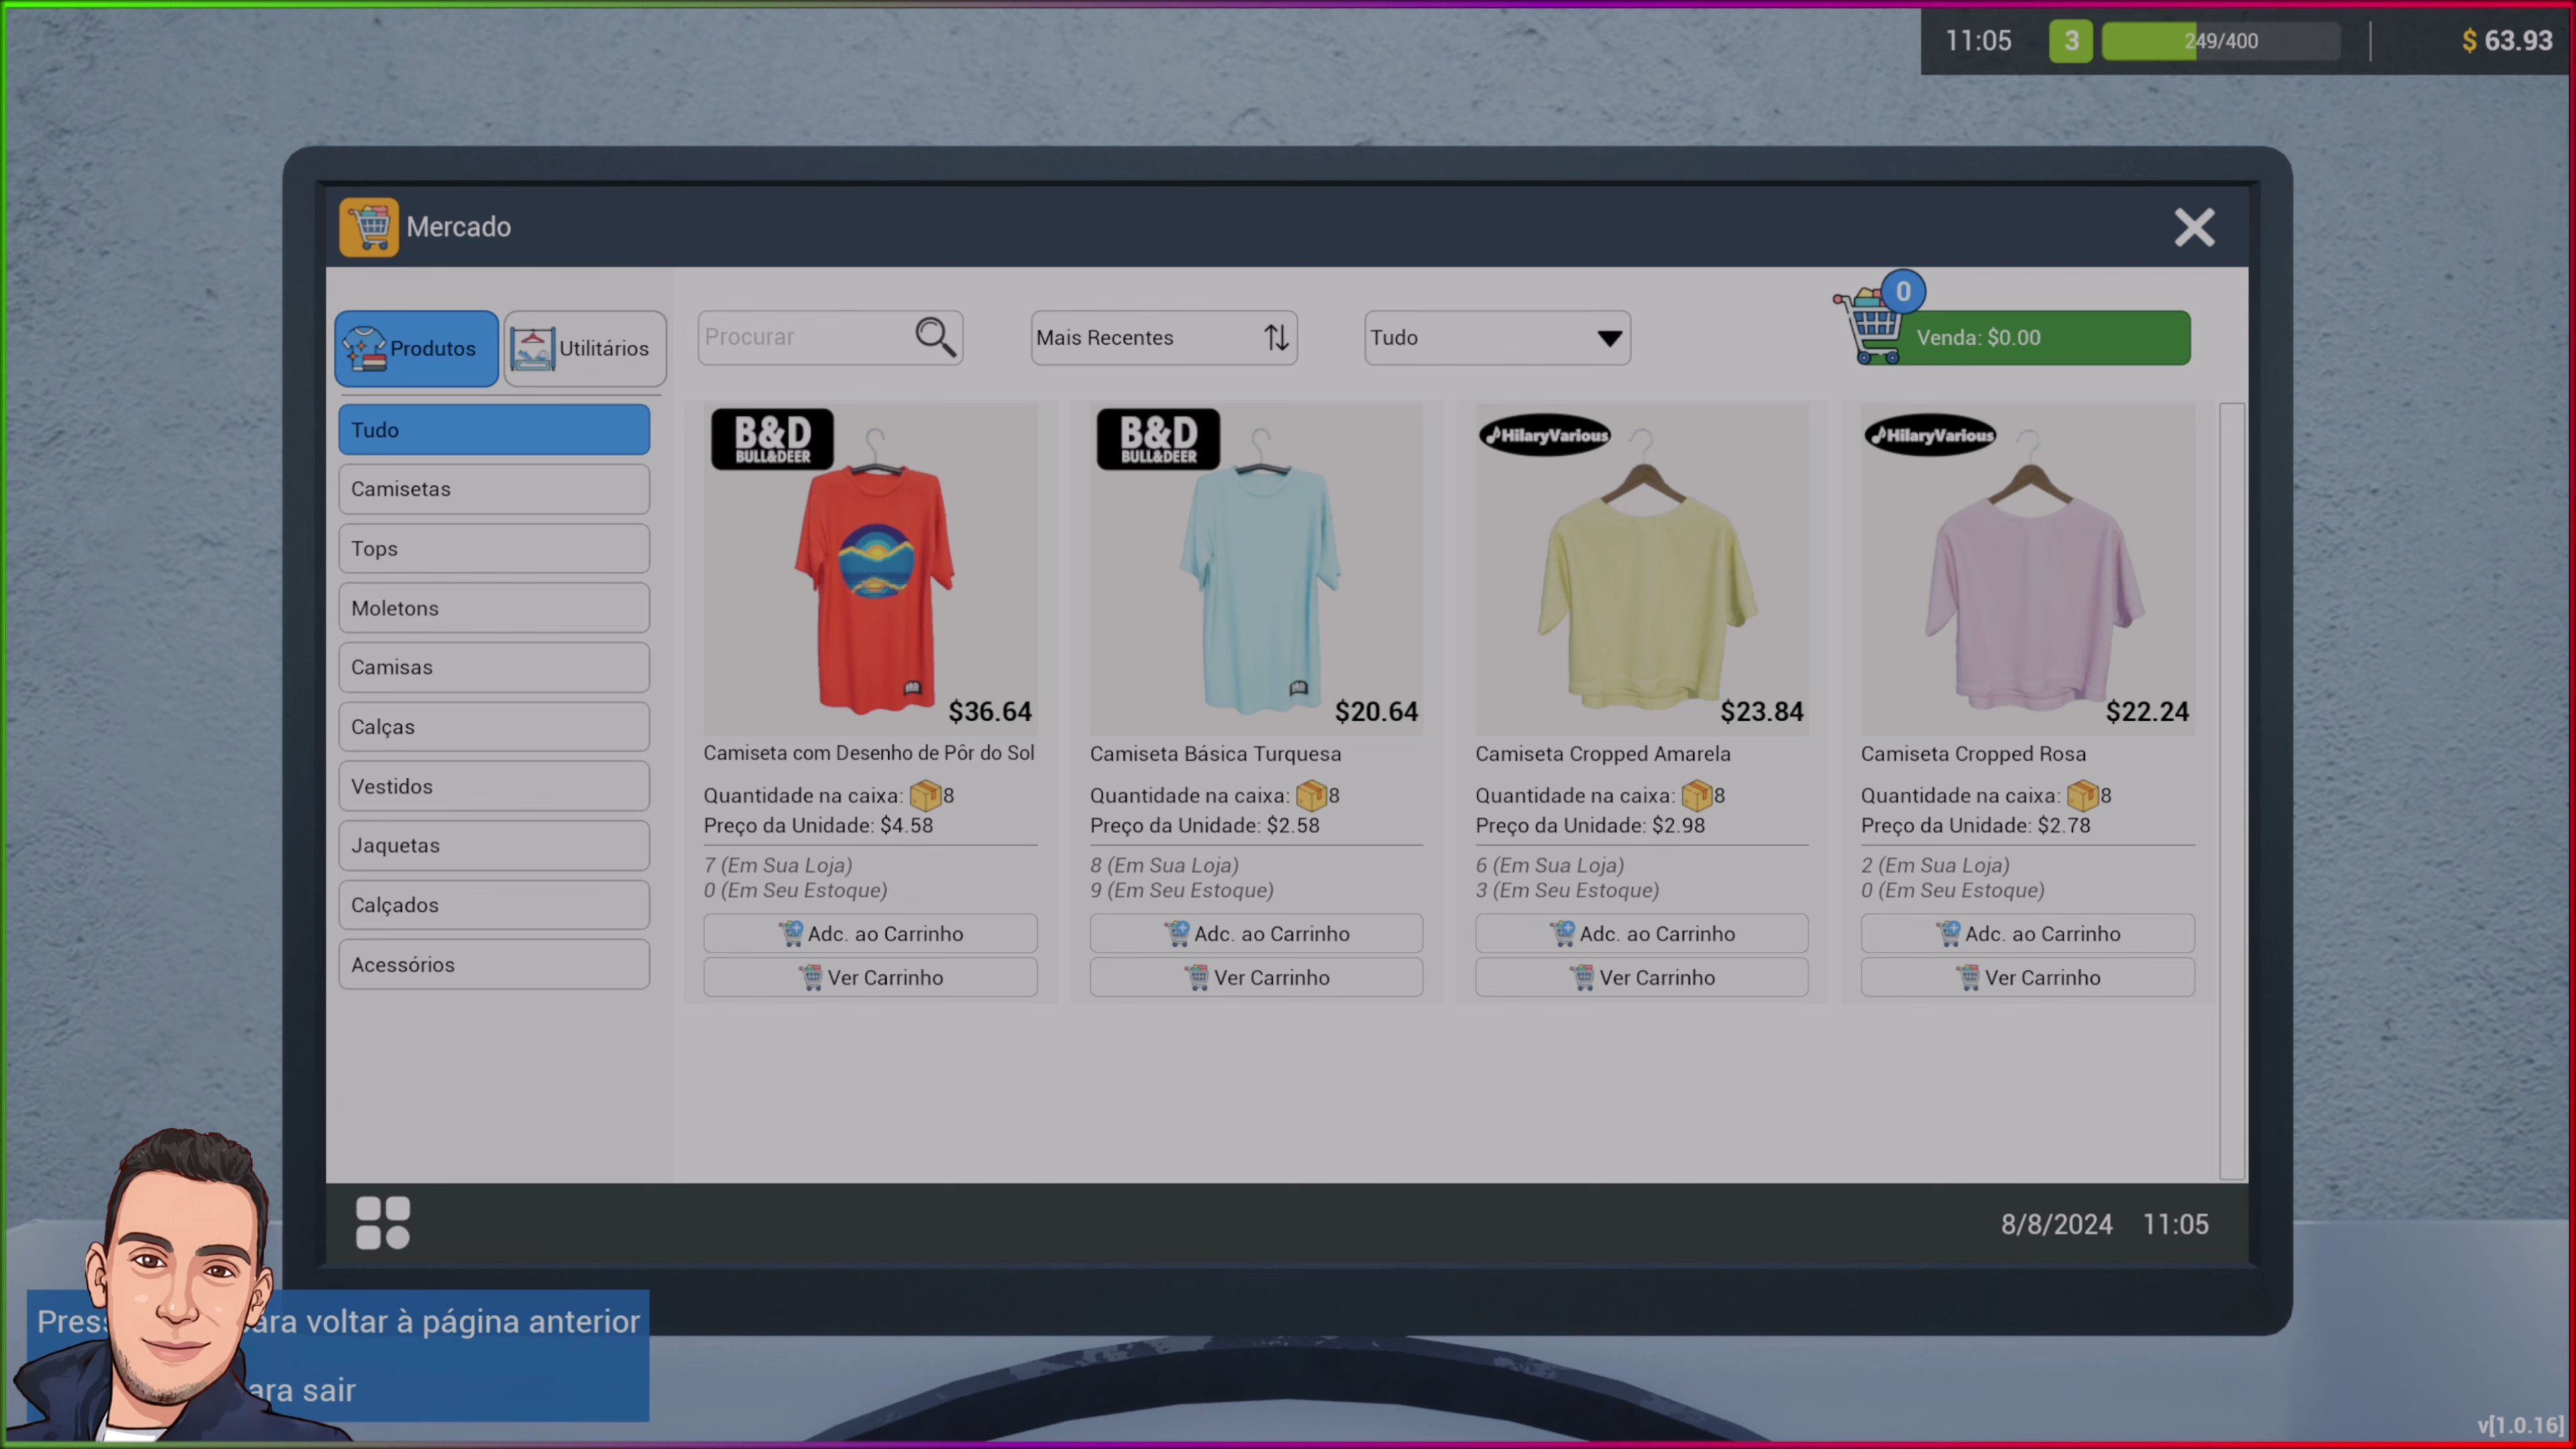 11:05 3 249/400 $ 63.93
Mercado
Produtos
Utilitários
Procurar
Mais Recentes
Tudo
0
Venda: $0.00
Tudo
Camisetas
Tops
Moletons
Camisas
Calças
Vestidos
Jaquetas
Calçados
Acessórios
B&D
BULL&DEER
$36.64
Camiseta com Desenho de Pôr do Sol
Quantidade na caixa: 8
Preço da Unidade: $4.58
7 (Em Sua Loja)
0 (Em Seu Estoque)
Adc. ao Carrinho
Ver Carrinho
B&D
BULL&DEER
$20.64
Camiseta Básica Turquesa
Quantidade na caixa: 8
Preço da Unidade: $2.58
8 (Em Sua Loja)
9 (Em Seu Estoque)
Adc. ao Carrinho
Ver Carrinho
HilaryVarious
$23.84
Camiseta Cropped Amarela
Quantidade na caixa: 8
Preço da Unidade: $2.98
6 (Em Sua Loja)
3 (Em Seu Estoque)
Adc. ao Carrinho
Ver Carrinho
HilaryVarious
$22.24
Camiseta Cropped Rosa
Quantidade na caixa: 8
Preço da Unidade: $2.78
2 (Em Sua Loja)
0 (Em Seu Estoque)
Adc. ao Carrinho
Ver Carrinho
8/8/2024 11:05
voltar à página anterior
sair
v[1.0.16]